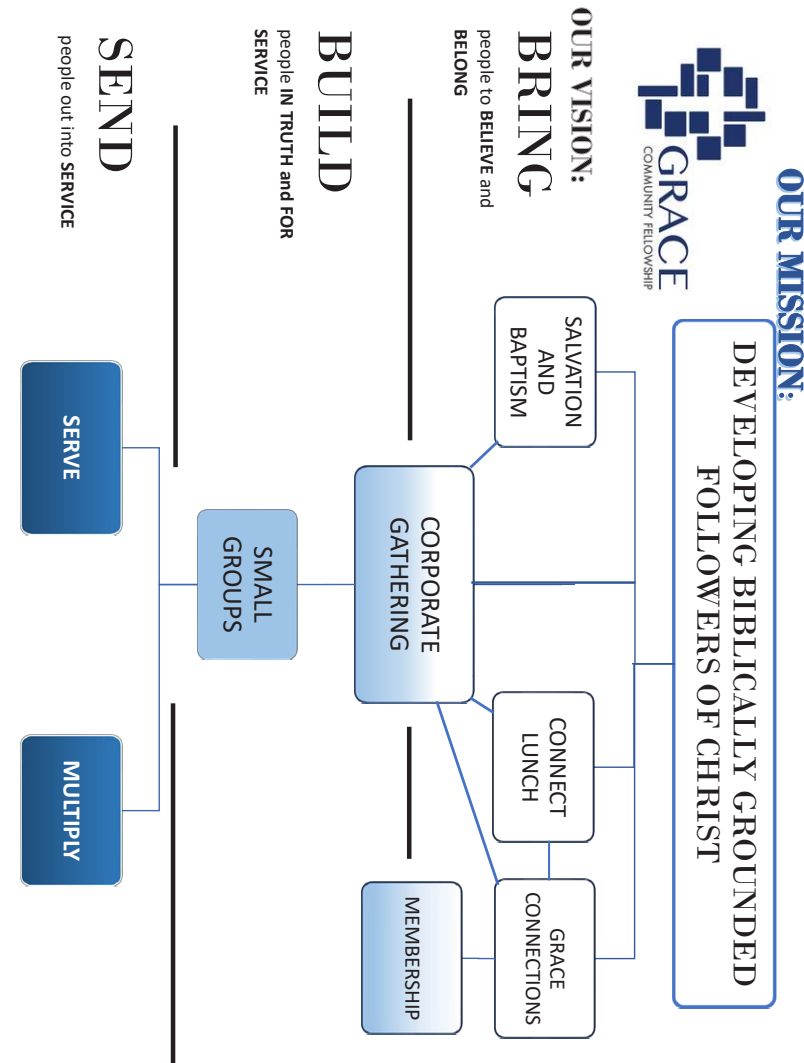 OUR MISSION:
GRACE
COMMUNITY FELLOWSHIP
DEVELOPING BIBLICALLY GROUNDED
FOLLOWERS OF CHRIST
OUR VISION:
BRING
people to BELIEVE and
BELONG
SALVATION
AND
BAPTISM
CONNECT
LUNCH
GRACE
CONNECTIONS
CORPORATE
GATHERING
MEMBERSHIP
BUILD
people IN TRUTH and FOR
SERVICE
SMALL
GROUPS
SEND
people out into SERVICE
SERVE
MULTIPLY